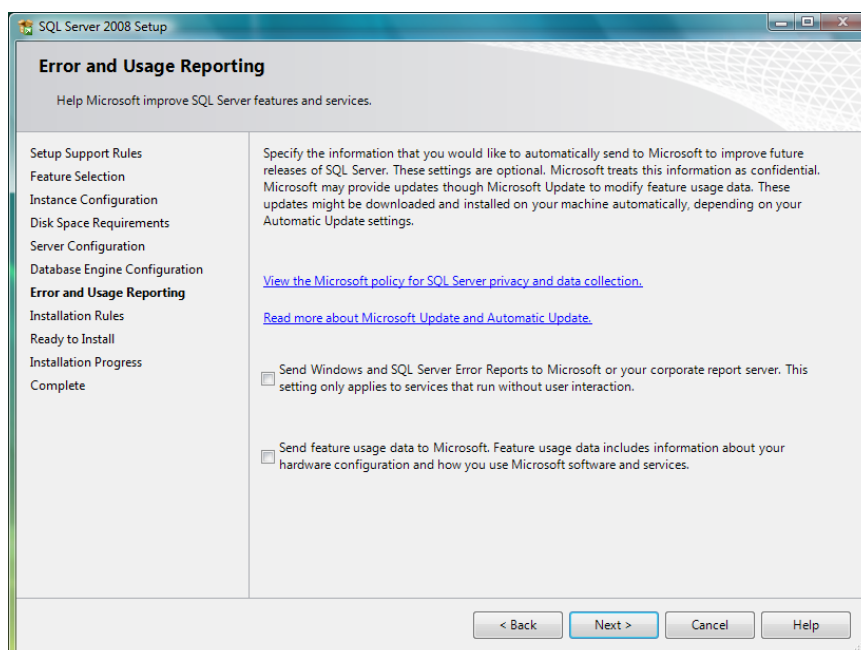 SQL Server 2008 Setup
Error and Usage Reporting
Help Microsoft improve SQL Server features and services.
Setup Support Rules
Feature Selection
Instance Configuration
Disk Space Requirements
Server Configuration
Database Engine Configuration
Error and Usage Reporting
Installation Rules
Ready to Install
Installation Progress
Complete
Specify the information that you would like to automatically send to Microsoft to improve future
releases of SQL Server. These settings are optional. Microsoft treats this information as confidential.
Microsoft may provide updates though Microsoft Update to modify feature usage data. These
updates might be downloaded and installed on your machine automatically, depending on your
Automatic Update settings.
View the Microsoft policy for SQL Server privacy and data collection.
Read more about Microsoft Update and Automatic Update.
Send Windows and SQL Server Error Reports to Microsoft or your corporate report server. This
setting only applies to services that run without user interaction.
Send feature usage data to Microsoft. Feature usage data includes information about your
hardware configuration and how you use Microsoft software and services.
< Back
Next >
Cancel
Help